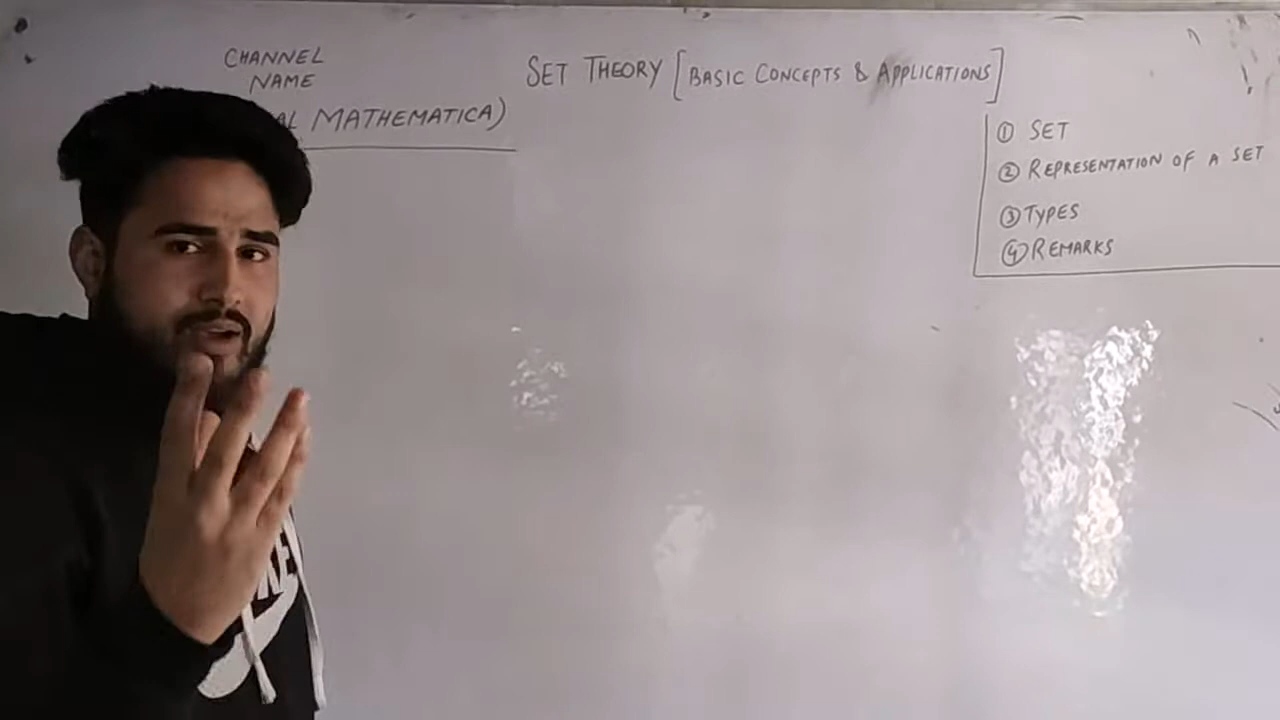 CHANNEL
NAME
MATHEMATICA)
SET THEORY [BASIC CONCEPTS & APPLICATIONS]
① SET
② REPRESENTATION OF A SET
③ TYPES
④ REMARKS